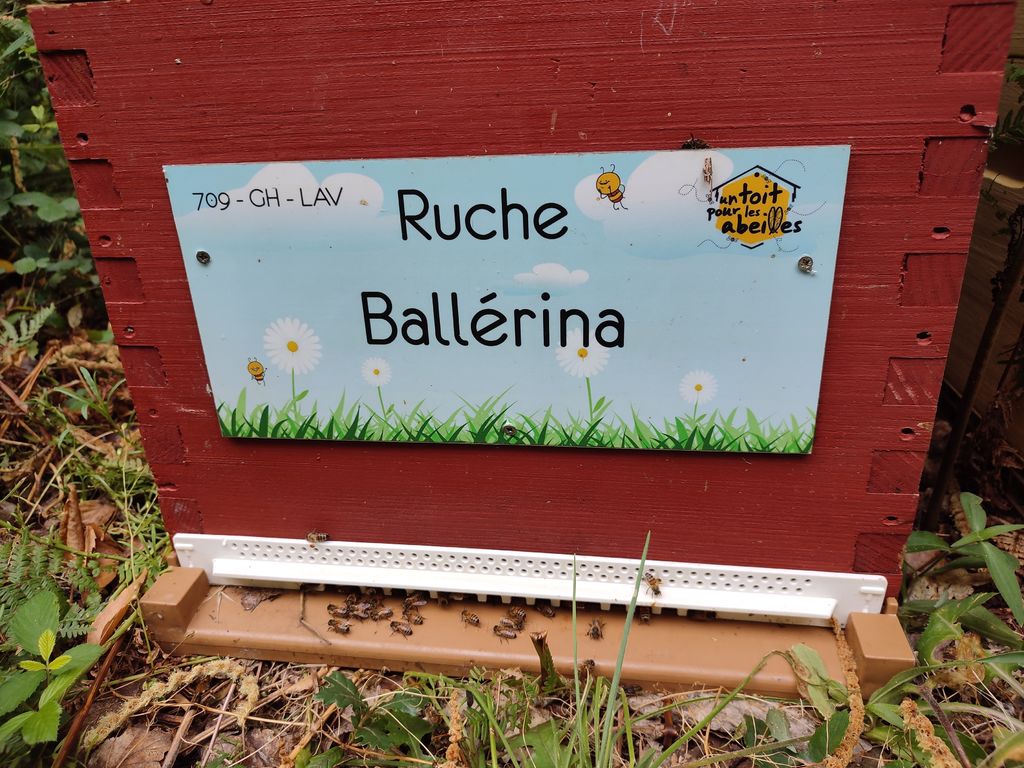 709 - GH - LAV
Ruche
Ballérina
un toit
pour les
abeilles